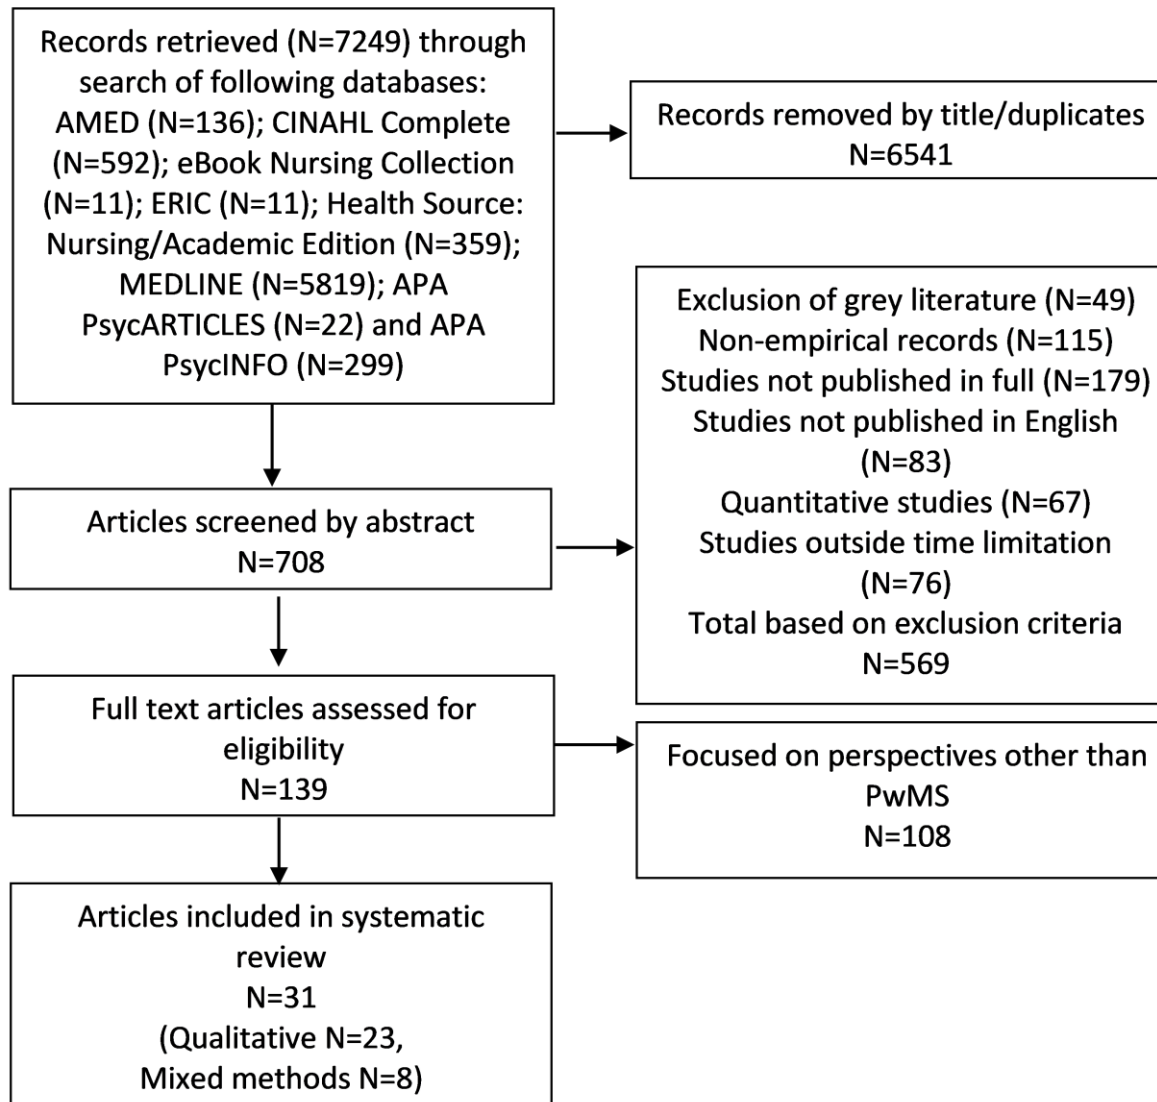 Records retrieved (N=7249) through
search of following databases:
AMED (N=136); CINAHL Complete
(N=592); eBook Nursing Collection
(N=11); ERIC (N=11); Health Source:
Nursing/Academic Edition (N=359);
MEDLINE (N=5819); APA
PsycARTICLES (N=22) and APA
PsycINFO (N=299)
Records removed by title/duplicates
N=6541
Articles screened by abstract
N=708
Exclusion of grey literature (N=49)
Non-empirical records (N=115)
Studies not published in full (N=179)
Studies not published in English
(N=83)
Quantitative studies (N=67)
Studies outside time limitation
(N=76)
Total based on exclusion criteria
N=569
Full text articles assessed for
eligibility
N=139
Focused on perspectives other than
PwMS
N=108
Articles included in systematic
review
N=31
(Qualitative N=23,
Mixed methods N=8)